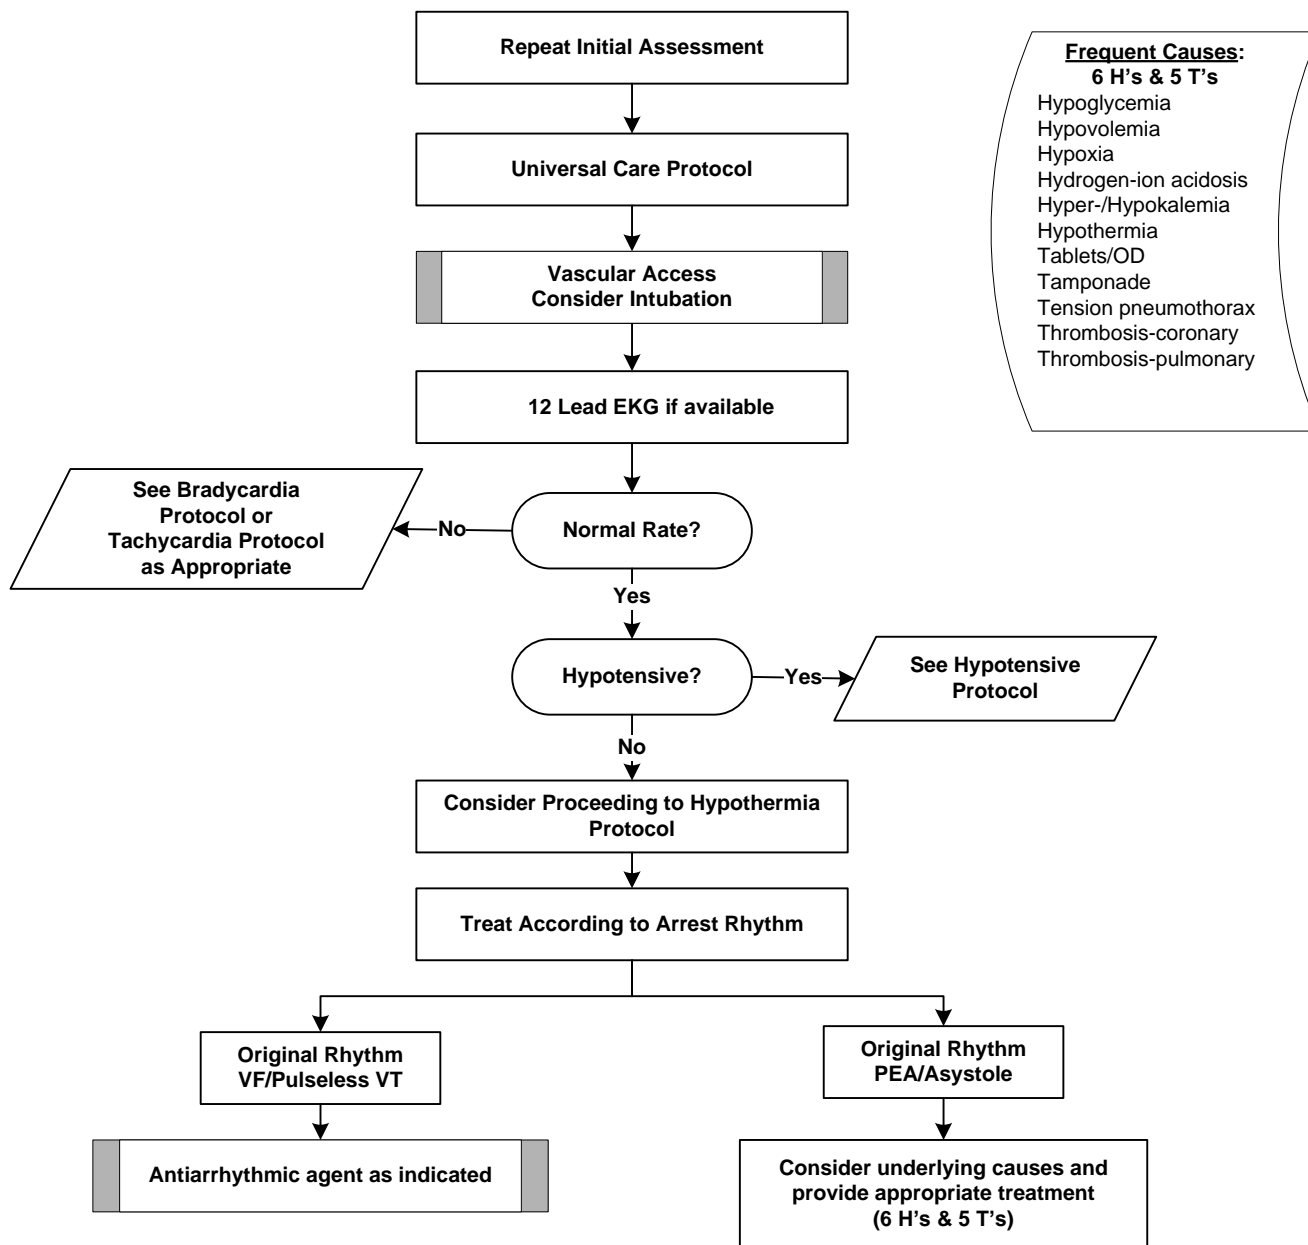 Repeat Initial Assessment
Frequent Causes:
6 H's & 5 T's
Hypoglycemia
Hypovolemia
Hypoxia
Hydrogen-ion acidosis
Hyper-/Hypokalemia
Hypothermia
Tablets/OD
Tamponade
Tension pneumothorax
Thrombosis-coronary
Thrombosis-pulmonary
Universal Care Protocol
Vascular Access
Consider Intubation
12 Lead EKG if available
Normal Rate?
No
See Bradycardia
Protocol or
Tachycardia Protocol
as Appropriate
Yes
Hypotensive?
Yes
See Hypotensive
Protocol
No
Consider Proceeding to Hypothermia
Protocol
Treat According to Arrest Rhythm
Original Rhythm
VF/Pulseless VT
Antiarrhythmic agent as indicated
Original Rhythm
PEA/Asystole
Consider underlying causes and
provide appropriate treatment
(6 H's & 5 T's)